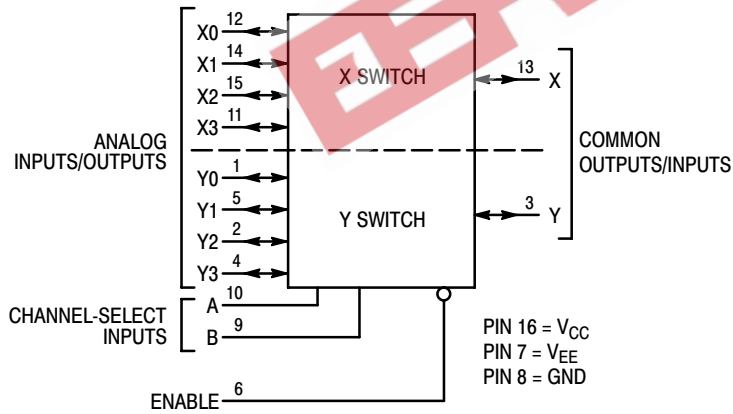 X0 12
X1 14
X2 15
X3 11
X SWITCH
13 X
ANALOG
INPUTS/OUTPUTS
COMMON
OUTPUTS/INPUTS
Y0 1
Y1 5
Y2 2
Y3 4
Y SWITCH
3 Y
CHANNEL-SELECT
INPUTS
A 10
B 9
ENABLE 6
PIN 16 = VCC
PIN 7 = VEE
PIN 8 = GND